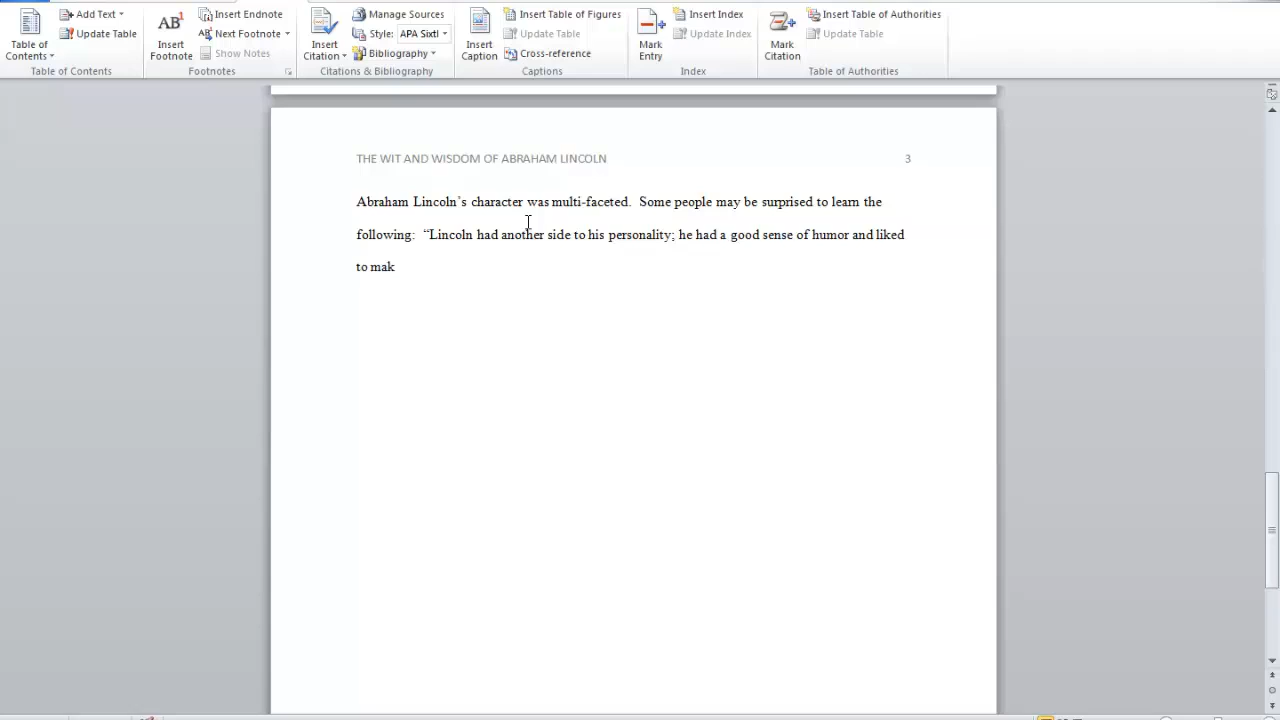 Table of
Contents
Add Text
Update Table
Table of Contents
AB1
Insert
Footnote
Insert Endnote
AB1 Next Footnote
Show Notes
Footnotes
Insert
Citation
Manage Sources
Style: APA Sixtl
Bibliography
Citations & Bibliography
Insert
Caption
Insert Table of Figures
Update Table
Cross-reference
Captions
Mark
Entry
Insert Index
Update Index
Index
Mark
Citation
Insert Table of Authorities
Update Table
Table of Authorities
THE WIT AND WISDOM OF ABRAHAM LINCOLN 3
Abraham Lincoln’s character was multi-faceted.  Some people may be surprised to learn the
following:  “Lincoln had another side to his personality; he had a good sense of humor and liked
to mak